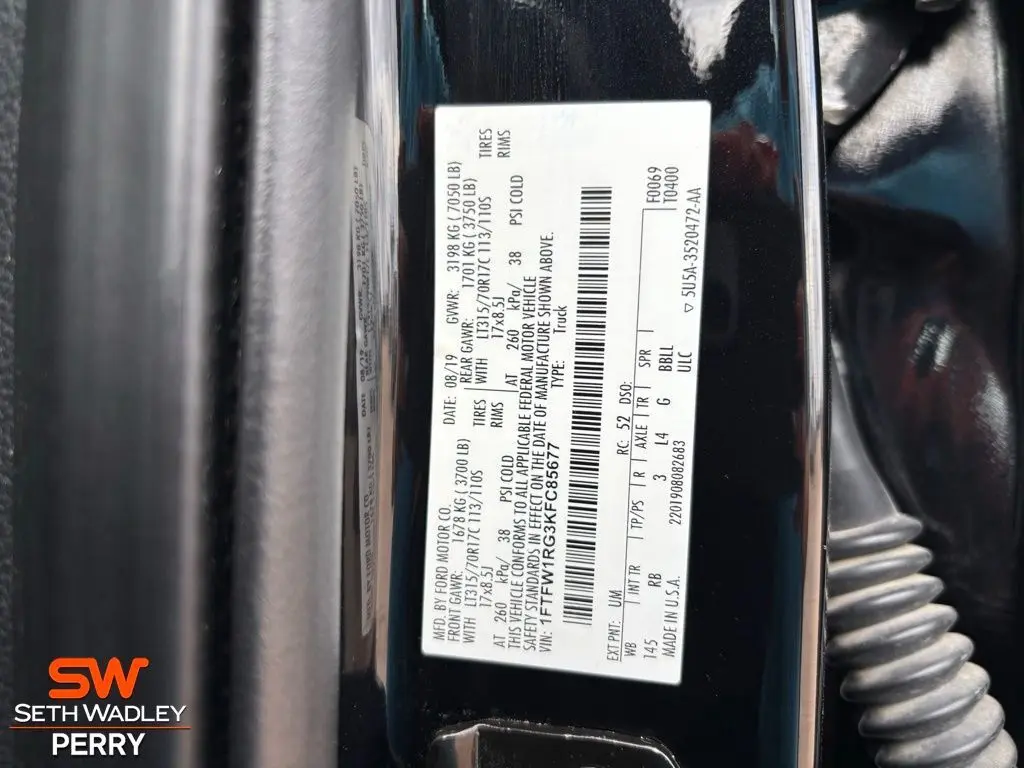 MFD. BY FORD MOTOR CO.
DATE: 08/19 GVWR: 3198 KG ( 7050 LB)
FRONT GAWR: 1678 KG ( 3700 LB) REAR GAWR: 1701 KG ( 3750 LB)
WITH LT315/70R17C 113/110S TIRES WITH LT315/70R17C 113/110S TIRES
17x8.5J RIMS 17x8.5J RIMS
AT 260 kPa/ 38 PSI COLD AT 260 kPa/ 38 PSI COLD
THIS VEHICLE CONFORMS TO ALL APPLICABLE FEDERAL MOTOR VEHICLE
SAFETY STANDARDS IN EFFECT ON THE DATE OF MANUFACTURE SHOWN ABOVE.
VIN: 1FTFW1RG3KFC85677 TYPE: Truck
F0069
T0400
EXT PNT: UM RC: 52 DSO:
WB INT TR TP/PS R AXLE TR SPR
145 RB 3 L4 G BBLL
MADE IN U.S.A. 220190808268​3 ULC
▽ 5U5A-3520472-AA
SW
SETH WADLEY
PERRY